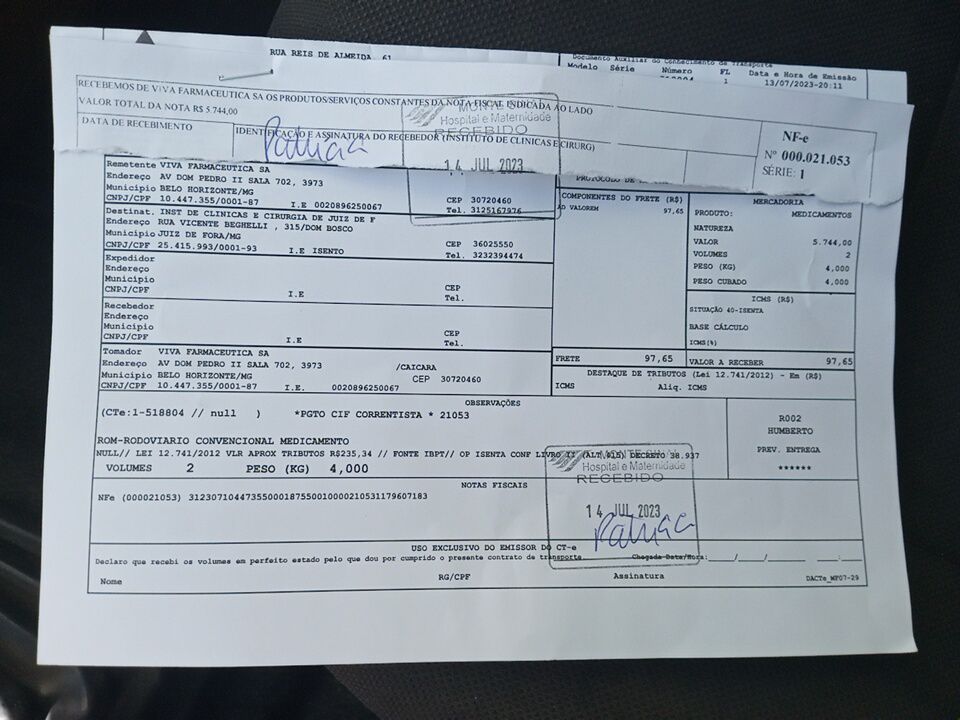 RUA REIS DE ALMEIDA, 61
Documento Auxiliar do Conhecimento de Transporte
Modelo Série Número FL Data e Hora de Emissão
1 13/07/2023-20:11
RECEBEMOS DE VIVA FARMACEUTICA SA OS PRODUTOS/SERVIÇOS CONSTANTES DA NOTA FISCAL INDICADA AO LADO
VALOR TOTAL DA NOTA R$ 5.744,00
DATA DE RECEBIMENTO
IDENTIFICAÇÃO E ASSINATURA DO RECEBEDOR (INSTITUTO DE CLINICAS E CIRURG)
NF-e
Nº 000.021.053
SÉRIE: 1
Hospital e Maternidade
RECEBIDO
14 JUL 2023
Remetente VIVA FARMACEUTICA SA
Endereço AV DOM PEDRO II SALA 702, 3973
Município BELO HORIZONTE/MG CEP 30720460
CNPJ/CPF 10.447.355/0001-87 I.E 0020896250067 Tel. 3125167976
Destinat. INST DE CLINICAS E CIRURGIA DE JUIZ DE F
Endereço RUA VICENTE BEGHELLI , 315/DOM BOSCO
Município JUIZ DE FORA/MG CEP 36025550
CNPJ/CPF 25.415.993/0001-93 I.E ISENTO Tel. 3232394474
Expedidor
Endereço
Município CEP
CNPJ/CPF I.E Tel.
Recebedor
Endereço
Município CEP
CNPJ/CPF I.E Tel.
Tomador VIVA FARMACEUTICA SA
Endereço AV DOM PEDRO II SALA 702, 3973 /CAICARA
Município BELO HORIZONTE/MG CEP 30720460
CNPJ/CPF 10.447.355/0001-87 I.E. 0020896250067
COMPONENTES DO FRETE (R$)
AD VALOREM 97,65
FRETE 97,65
MERCADORIA
PRODUTO: MEDICAMENTOS
NATUREZA
VALOR 5.744,00
VOLUMES 2
PESO (KG) 4,000
PESO CUBADO 4,000
ICMS (R$)
SITUAÇÃO 40-ISENTA
BASE CÁLCULO
ICMS(%)
VALOR A RECEBER 97,65
DESTAQUE DE TRIBUTOS (Lei 12.741/2012) - Em (R$)
ICMS Aliq. ICMS
OBSERVAÇÕES
(CTe:1-518804 // null ) *PGTO CIF CORRENTISTA * 21053
ROM-RODOVIARIO CONVENCIONAL MEDICAMENTO
NULL// LEI 12.741/2012 VLR APROX TRIBUTOS R$235,34 // FONTE IBPT// OP ISENTA CONF LIVRO II (ALT 915) DECRETO 38.937
VOLUMES 2 PESO (KG) 4,000
R002
HUMBERTO
PREV. ENTREGA
******
NOTAS FISCAIS
NFe (000021053) 31230710447355000187550010000210531179607183
Hospital e Maternidade
RECEBIDO
14 JUL 2023
USO EXCLUSIVO DO EMISSOR DO CT-e
Declaro que recebi os volumes em perfeito estado pelo que dou por cumprido o presente contrato de transporte. Chegada Data/Hora: ___/___/___ ___:___
Nome RG/CPF Assinatura DACTe_MF07-29